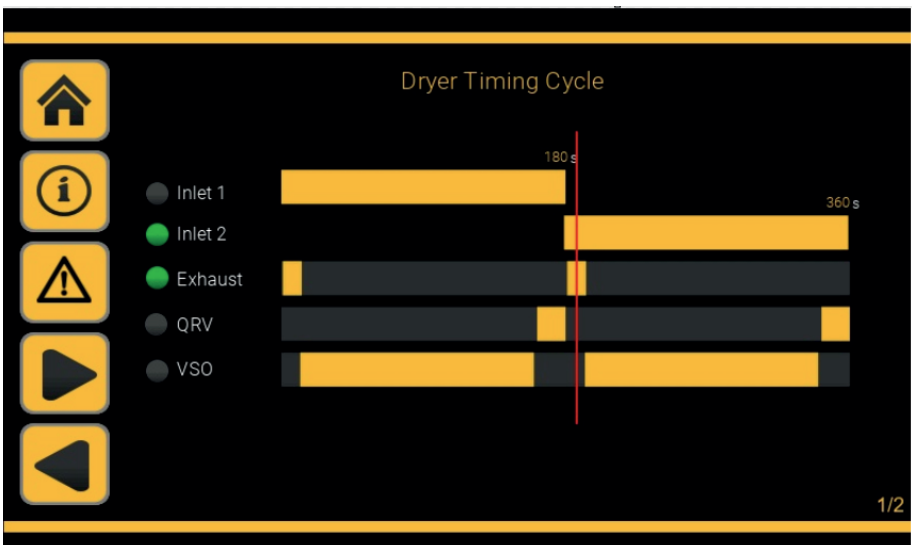 Dryer Timing Cycle
180 s
Inlet 1
360 s
Inlet 2
Exhaust
QRV
VSO
1/2